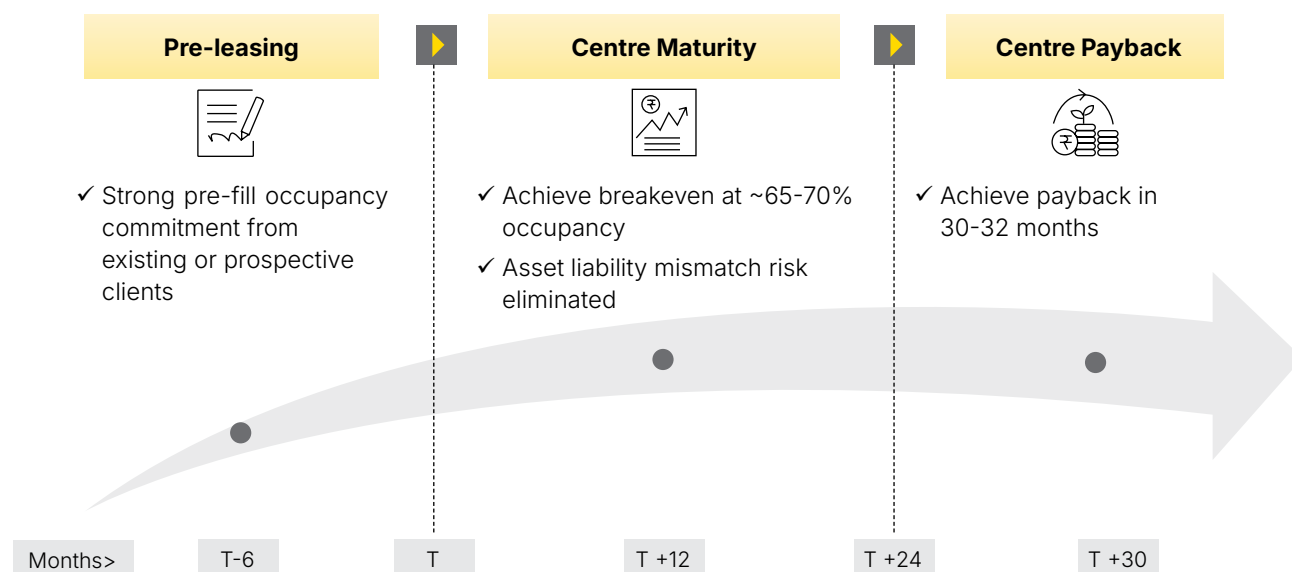 Pre-leasing
Centre Maturity
Centre Payback
₹
₹
✓ Strong pre-fill occupancy
commitment from
existing or prospective
clients
✓ Achieve breakeven at ~65-70%
occupancy
✓ Asset liability mismatch risk
eliminated
✓ Achieve payback in
30-32 months
Months>
T-6
T
T +12
T +24
T +30